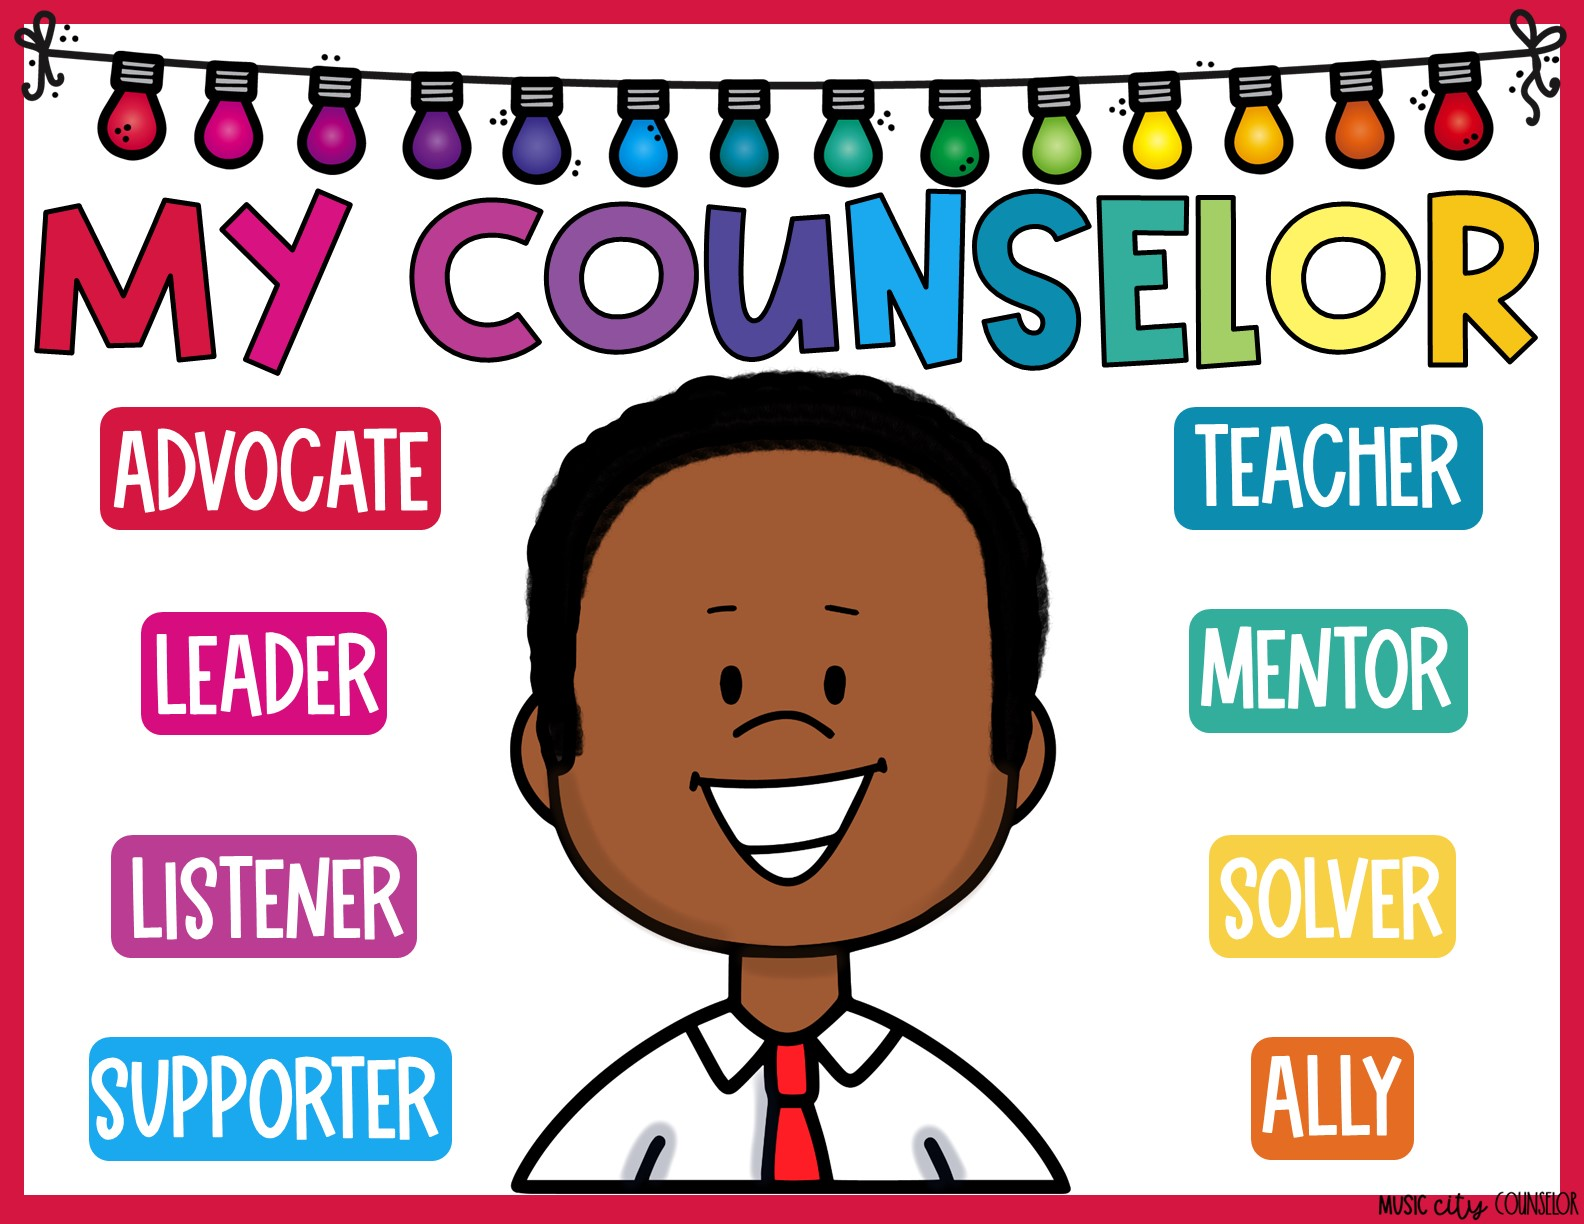 MY COUNSELOR
ADVOCATE
TEACHER
LEADER
MENTOR
LISTENER
SOLVER
SUPPORTER
ALLY
MUSIC city COUNSELOR